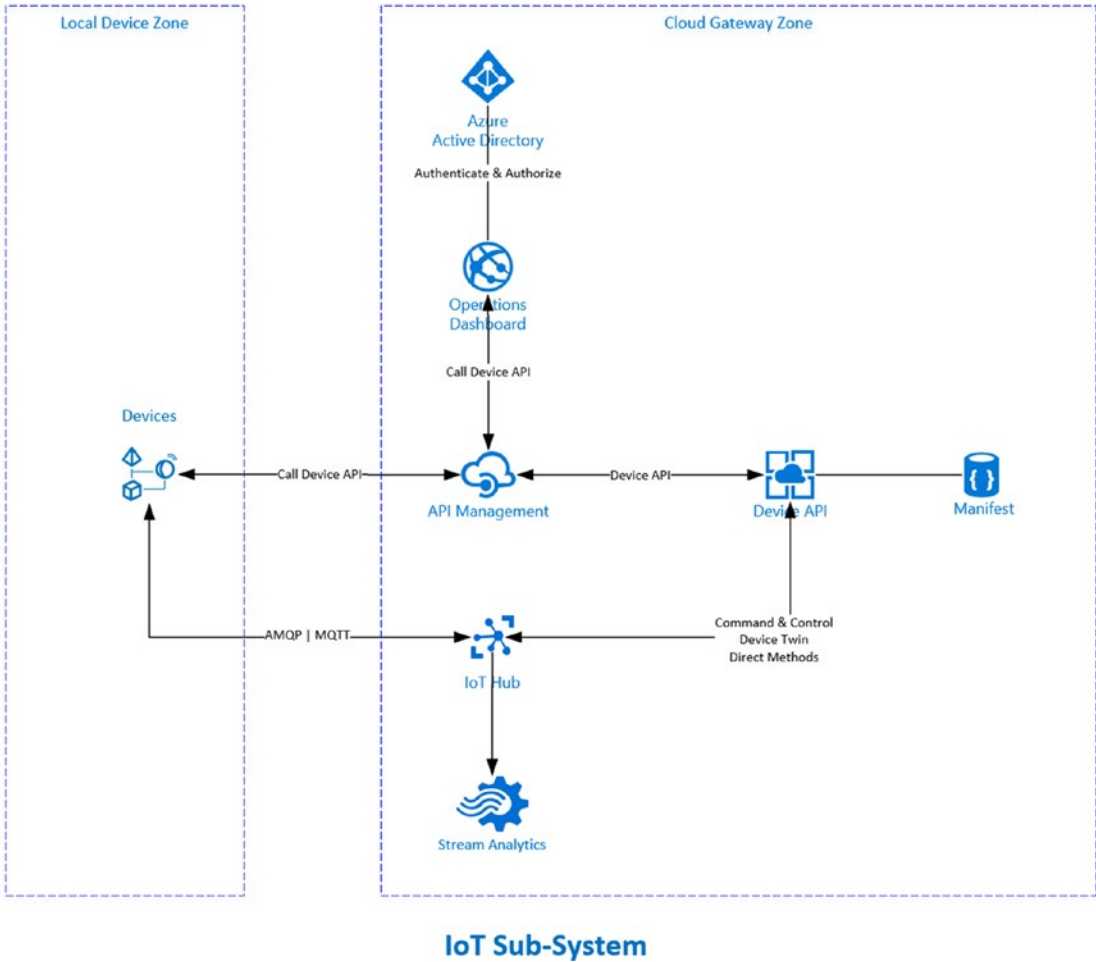 Local Device Zone
Cloud Gateway Zone
Azure
Active Directory
Authenticate & Authorize
Operations
Dashboard
Call Device API
Devices
Call Device API
Device API
API Management
Device API
Manifest
AMQP | MQTT
Command & Control
Device Twin
Direct Methods
IoT Hub
Stream Analytics
IoT Sub-System